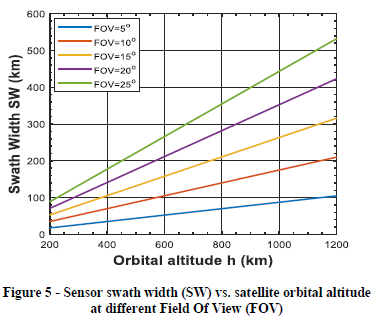 600
500
400
300
200
100
0
Swath Width SW (km)
FOV=5°
FOV=10°
FOV=15°
FOV=20°
FOV=25°
200 400 600 800 1000 1200
Orbital altitude h (km)
Figure 5 - Sensor swath width (SW) vs. satellite orbital altitude
at different Field Of View (FOV)